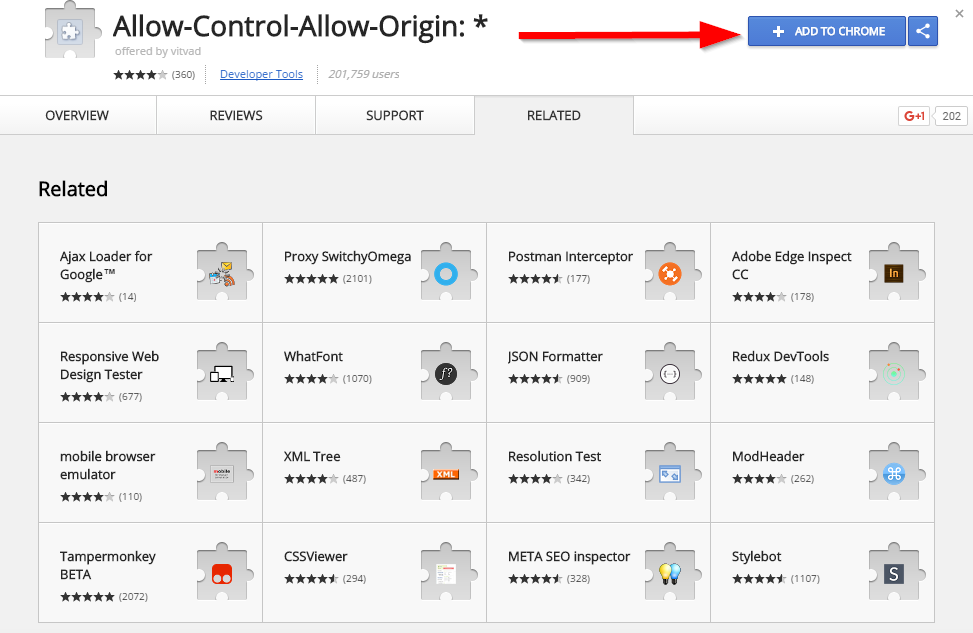 Allow-Control-Allow-Origin: *
offered by vitvad
(360)
Developer Tools
201,759 users
ADD TO CHROME
OVERVIEW
REVIEWS
SUPPORT
RELATED
G+1
202
Related
Ajax Loader for
Google™
(14)
Proxy SwitchyOmega
(2101)
Postman Interceptor
(177)
Adobe Edge Inspect
CC
In
(178)
Responsive Web
Design Tester
(677)
WhatFont
f?
(1070)
JSON Formatter
{--}
(909)
Redux DevTools
(148)
mobile browser
emulator
mobile
(110)
XML Tree
XML
(487)
Resolution Test
(342)
ModHeader
(262)
Tampermonkey
BETA
(2072)
CSSViewer
(294)
META SEO inspector
(328)
Stylebot
S
(1107)